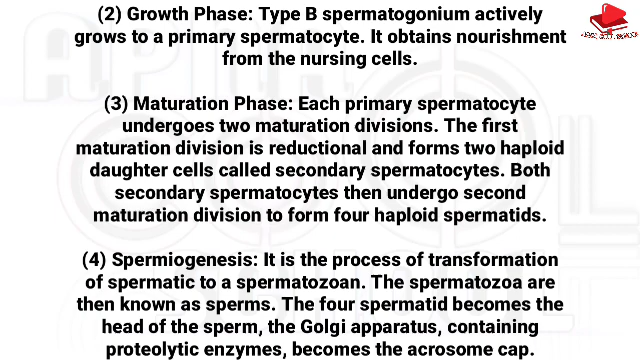 (2) Growth Phase: Type B spermatogonium actively
grows to a primary spermatocyte. It obtains nourishment
from the nursing cells.
(3) Maturation Phase: Each primary spermatocyte
undergoes two maturation divisions. The first
maturation division is reductional and forms two haploid
daughter cells called secondary spermatocytes. Both
secondary spermatocytes then undergo second
maturation division to form four haploid spermatids.
(4) Spermiogenesis: It is the process of transformation
of spermatic to a spermatozoan. The spermatozoa are
then known as sperms. The four spermatid becomes the
head of the sperm, the Golgi apparatus, containing
proteolytic enzymes, becomes the acrosome cap.